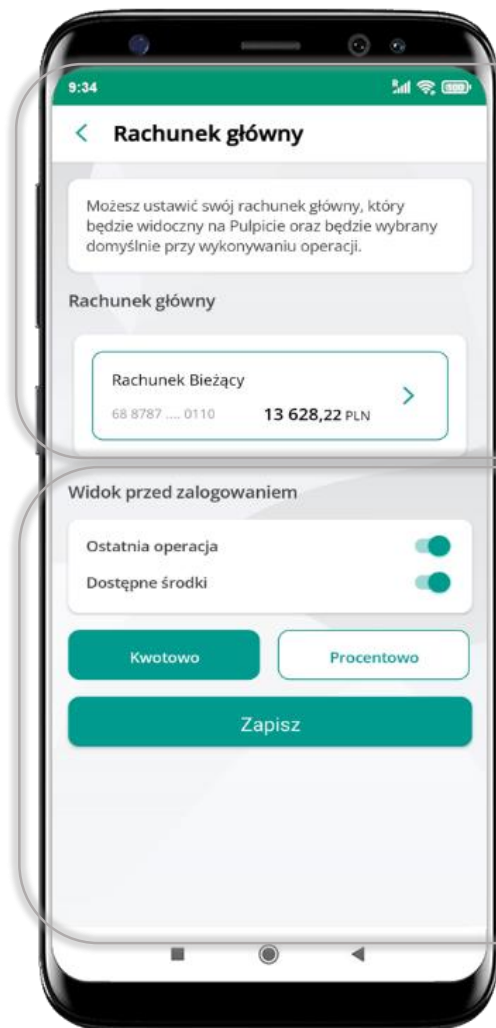 9:34
Rachunek główny
Możesz ustawić swój rachunek główny, który
będzie widoczny na Pulpicie oraz będzie wybrany
domyślnie przy wykonywaniu operacji.
Rachunek główny
Rachunek Bieżący
68 8787 .... 0110 13 628,22 PLN
Widok przed zalogowaniem
Ostatnia operacja
Dostępne środki
Kwotowo Procentowo
Zapisz